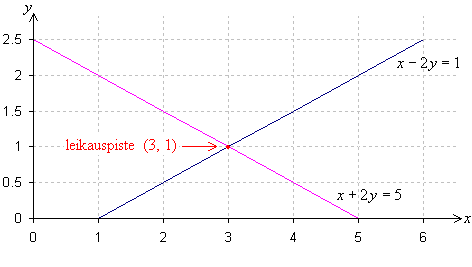 y
2.5
x − 2y = 1
2
1.5
leikauspiste (3, 1)
1
0.5
x + 2y = 5
0
x
0 1 2 3 4 5 6